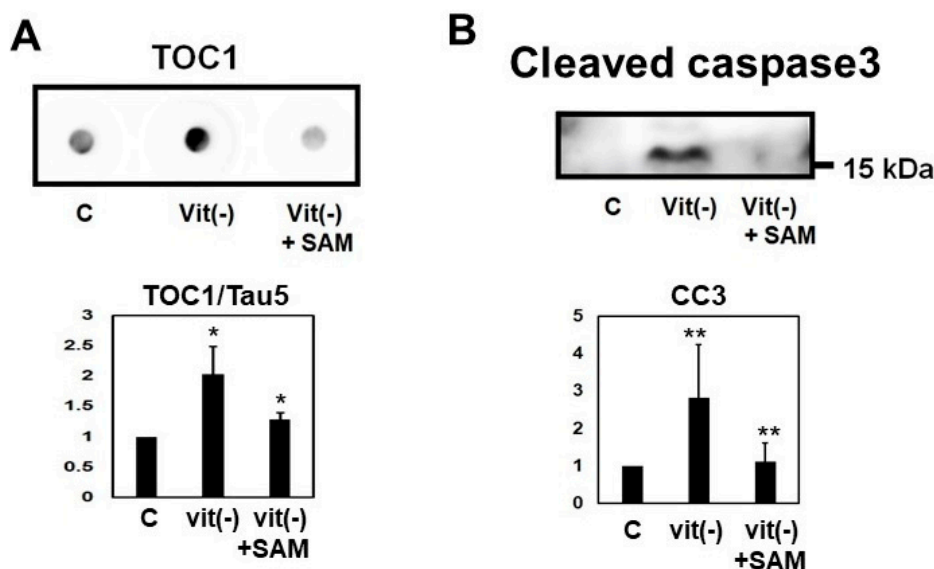 A
TOC1
C Vit(-) Vit(-)
+ SAM
TOC1/Tau5
3
2.5
2
1.5
1
0.5
0
* *
C vit(-) vit(-)
+SAM
B
Cleaved caspase3
15 kDa
C Vit(-) Vit(-)
+ SAM
CC3
5
4
3
2
1
0
** **
C vit(-) vit(-)
+SAM